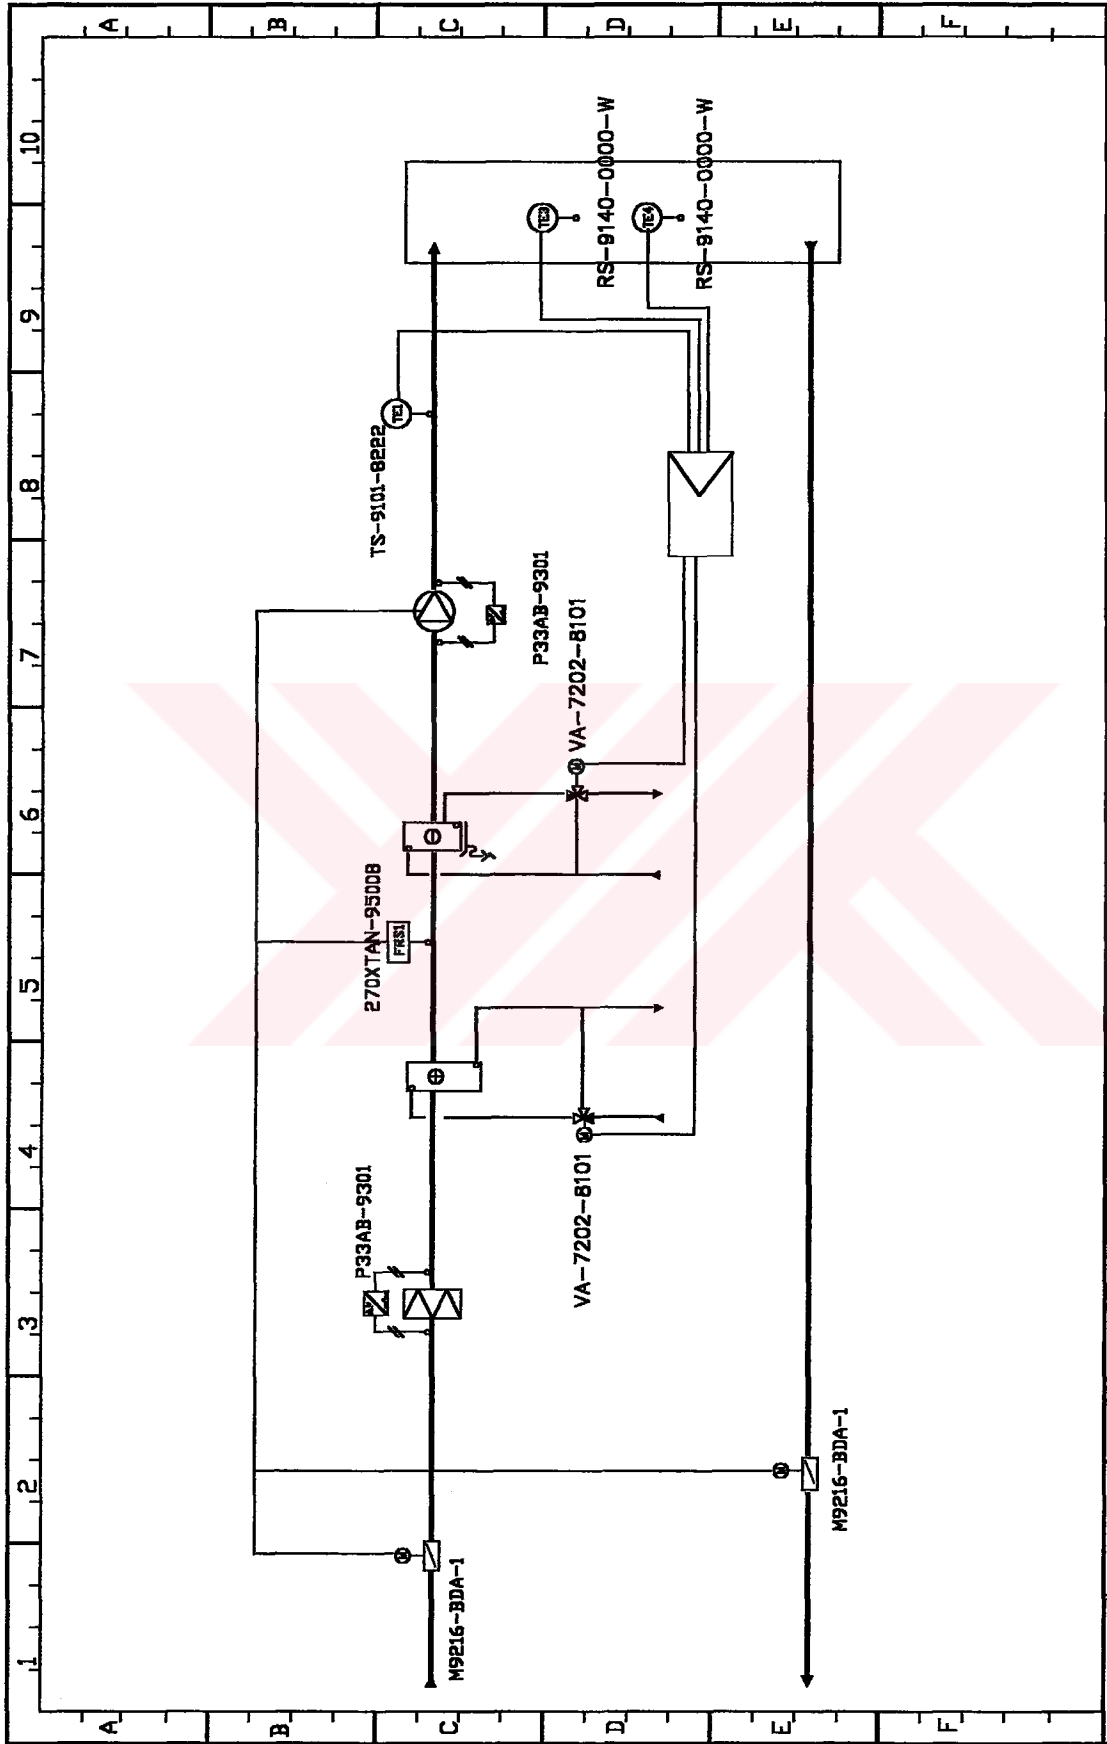 A
B
C
D
E
F
10
9
8
7
6
5
4
3
2
1
TE3
RS-9140-0000-W
TE4
RS-9140-0000-W
TE1
TS-9101-8222
P33AB-9301
VA-7202-8101
270XTAN-95008
FRS1
VA-7202-8101
P33AB-9301
M
M
M9216-BDA-1
M
M9216-BDA-1
M
A
B
C
D
E
F